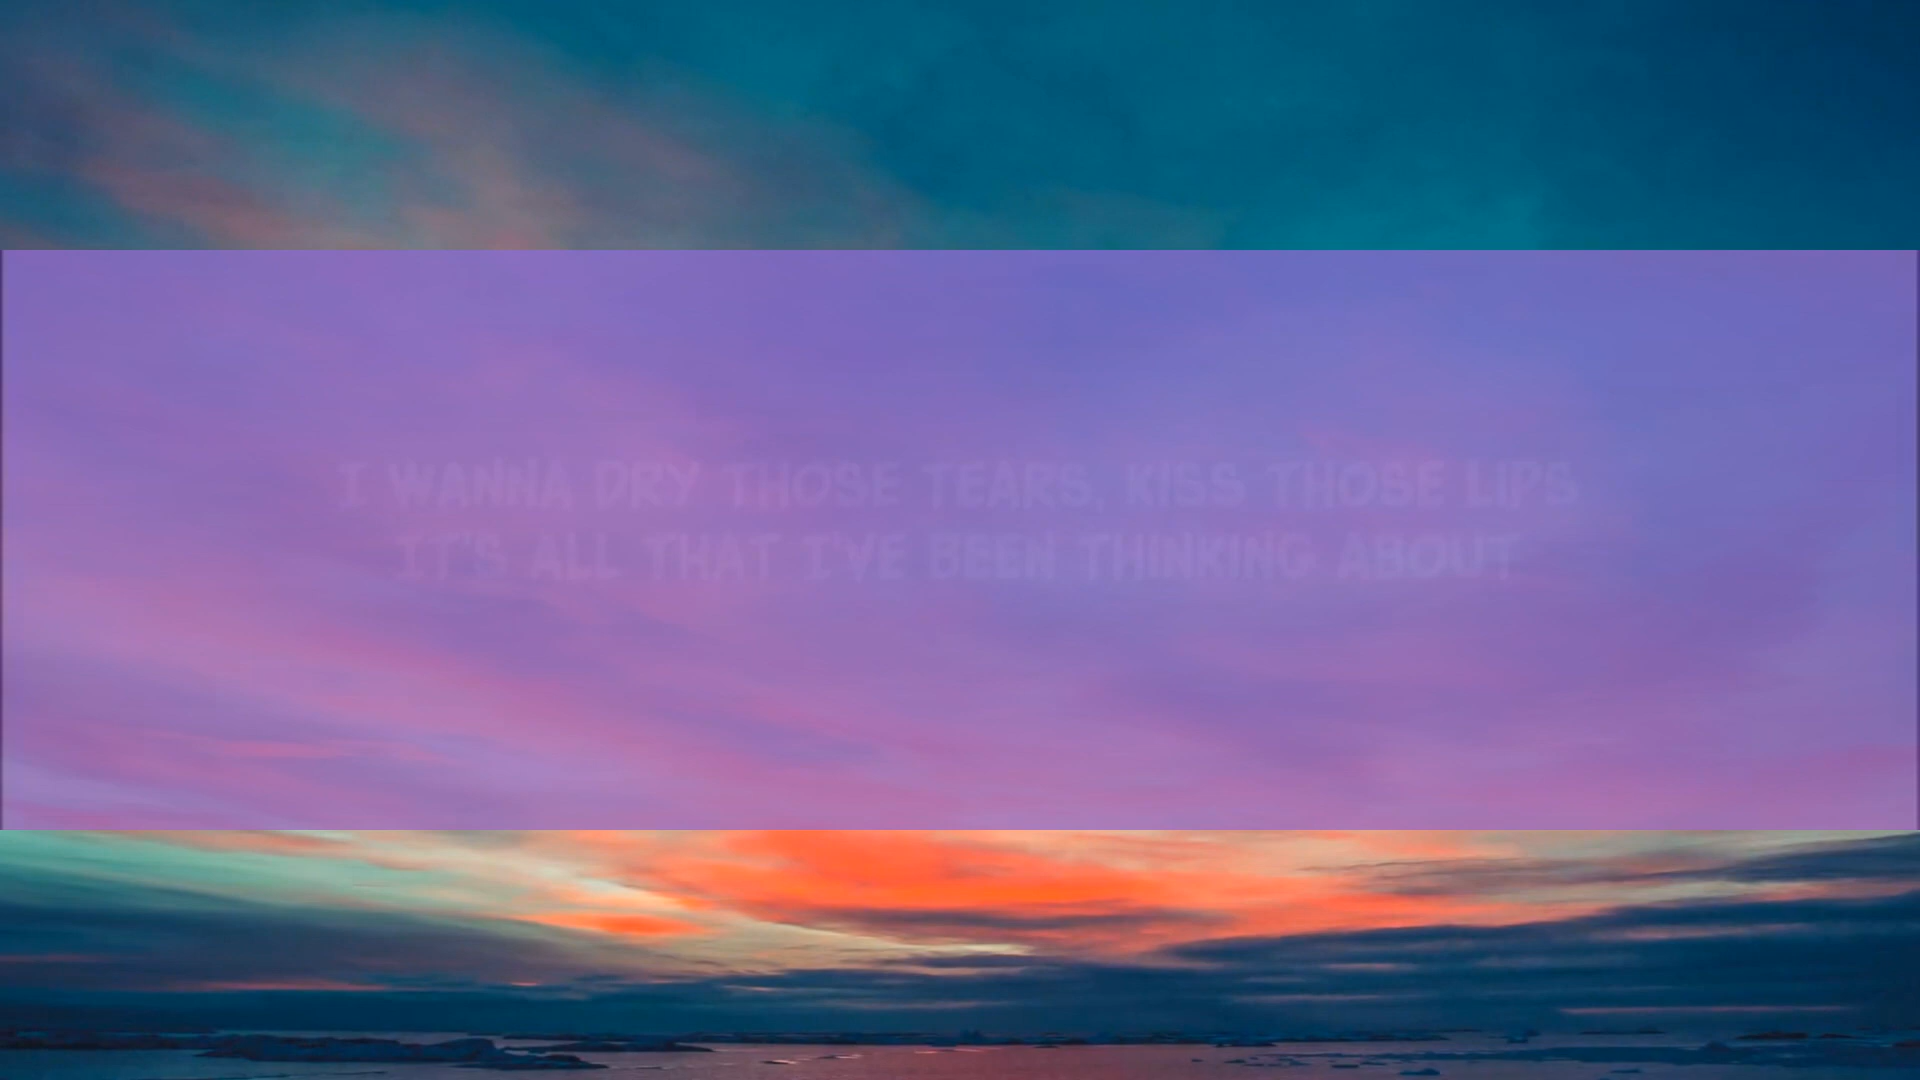 I WANNA DRY THOSE TEARS, KISS THOSE LIPS
IT'S ALL THAT I'VE BEEN THINKING ABOUT